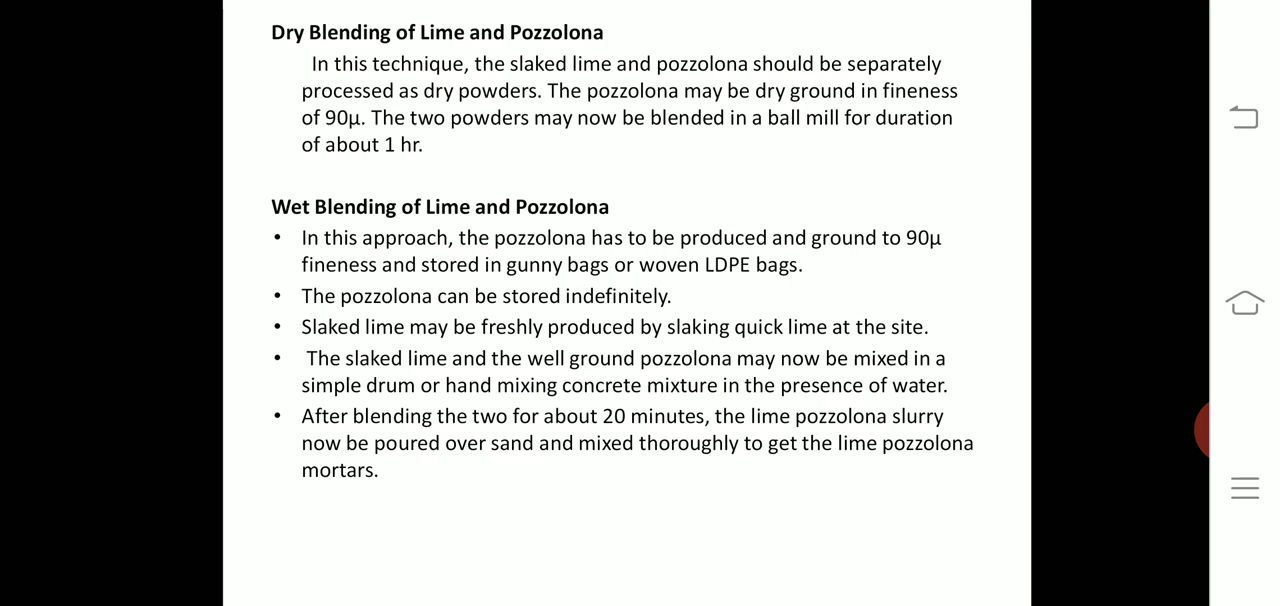 Dry Blending of Lime and Pozzolona
In this technique, the slaked lime and pozzolona should be separately
processed as dry powders. The pozzolona may be dry ground in fineness
of 90µ. The two powders may now be blended in a ball mill for duration
of about 1 hr.
Wet Blending of Lime and Pozzolona
• In this approach, the pozzolona has to be produced and ground to 90µ
fineness and stored in gunny bags or woven LDPE bags.
• The pozzolona can be stored indefinitely.
• Slaked lime may be freshly produced by slaking quick lime at the site.
• The slaked lime and the well ground pozzolona may now be mixed in a
simple drum or hand mixing concrete mixture in the presence of water.
• After blending the two for about 20 minutes, the lime pozzolona slurry
now be poured over sand and mixed thoroughly to get the lime pozzolona
mortars.